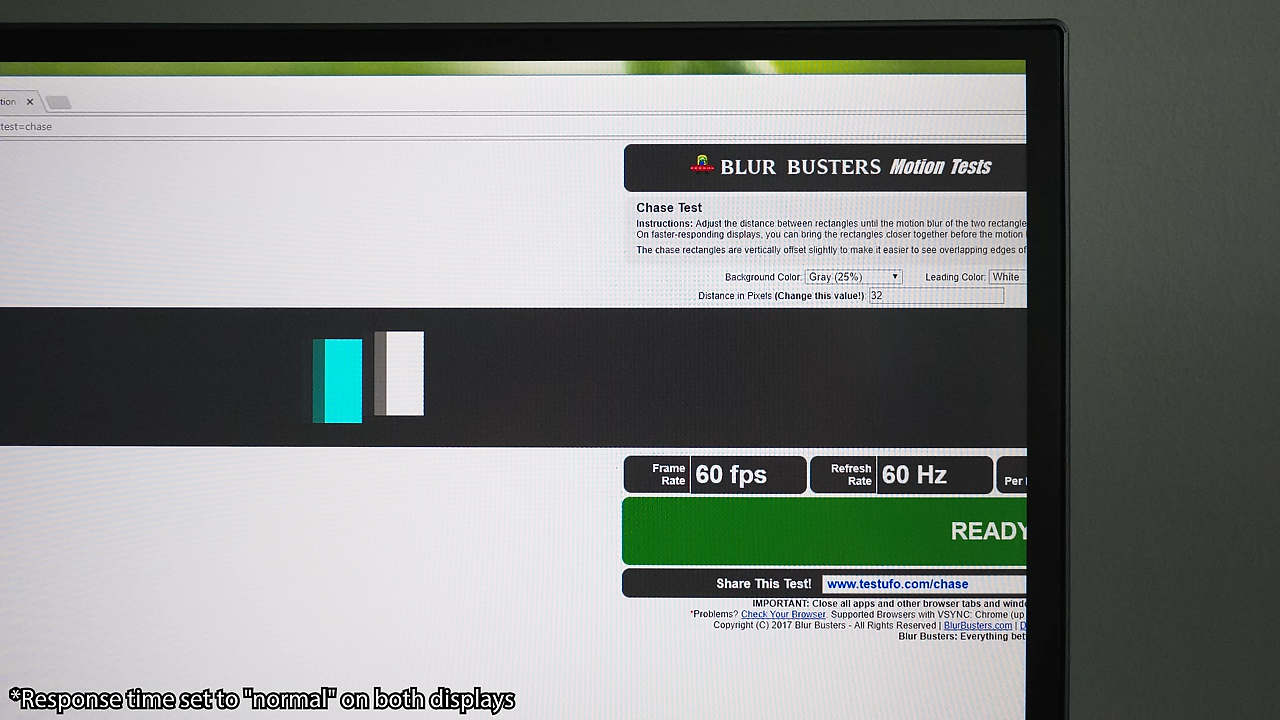 tion ×
test=chase
BLUR BUSTERS Motion Tests
Chase Test
Instructions: Adjust the distance between rectangles until the motion blur of the two rectangle
On faster-responding displays, you can bring the rectangles closer together before the motion
The chase rectangles are vertically offset slightly to make it easier to see overlapping edges of
Background Color: Gray (25%) Leading Color: White
Distance in Pixels (Change this value!) 32
Frame Rate 60 fps Refresh Rate 60 Hz Per
READY
Share This Test! www.testufo.com/chase
IMPORTANT: Close all apps and other browser tabs and windo
*Problems? Check Your Browser. Supported Browsers with VSYNC: Chrome (up
Copyright (C) 2017 Blur Busters - All Rights Reserved | BlurBusters.com | D
Blur Busters: Everything bet
*Response time set to "normal" on both displays